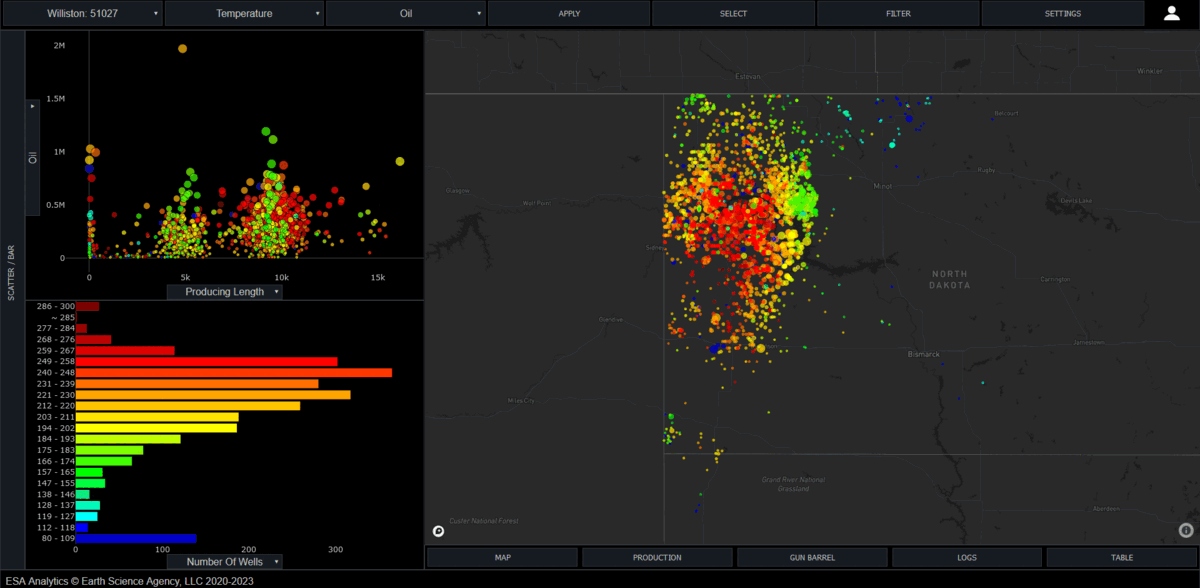 Williston: 51027
Temperature
Oil
APPLY
SELECT
FILTER
SETTINGS
SCATTER / BAR
Oil
2M
1.5M
1M
0.5M
0
0
5k
10k
15k
Producing Length
286 - 300
~ 285
277 - 284
268 - 276
259 - 267
249 - 258
240 - 248
231 - 239
221 - 230
212 - 220
203 - 211
194 - 202
184 - 193
175 - 183
166 - 174
157 - 165
147 - 155
138 - 146
128 - 137
119 - 127
112 - 118
80 - 109
0
100
200
300
Number Of Wells
Estevan
Winkler
Belcourt
Rugby
Minot
Devils Lake
Glasgow
Wolf Point
Sidney
NORTH
DAKOTA
Carrington
Glendive
Jamestown
Bismarck
Miles City
Grand River National
Grassland
Custer National Forest
Aberdeen
MAP
PRODUCTION
GUN BARREL
LOGS
TABLE
ESA Analytics © Earth Science Agency, LLC 2020-2023